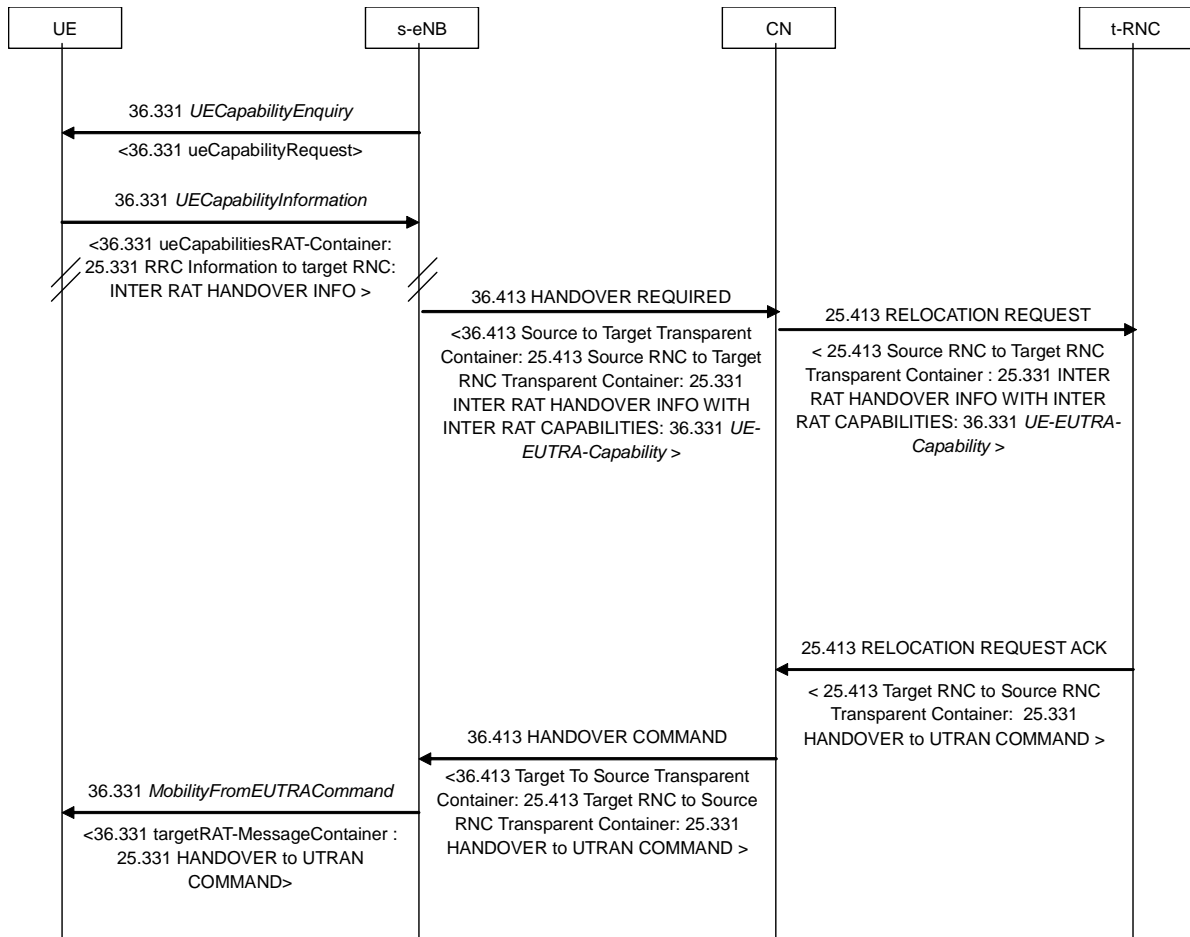 UE
s-eNB
CN
t-RNC
36.331 UECapabilityEnquiry
<36.331 ueCapabilityRequest>
36.331 UECapabilityInformation
<36.331 ueCapabilitiesRAT-Container:
25.331 RRC Information to target RNC:
INTER RAT HANDOVER INFO >
36.413 HANDOVER REQUIRED
<36.413 Source to Target Transparent
Container: 25.413 Source RNC to Target
RNC Transparent Container: 25.331
INTER RAT HANDOVER INFO WITH
INTER RAT CAPABILITIES: 36.331 UE-
EUTRA-Capability >
25.413 RELOCATION REQUEST
< 25.413 Source RNC to Target RNC
Transparent Container : 25.331 INTER
RAT HANDOVER INFO WITH INTER
RAT CAPABILITIES: 36.331 UE-EUTRA-
Capability >
25.413 RELOCATION REQUEST ACK
< 25.413 Target RNC to Source RNC
Transparent Container:  25.331
HANDOVER to UTRAN COMMAND >
36.413 HANDOVER COMMAND
<36.413 Target To Source Transparent
Container: 25.413 Target RNC to Source
RNC Transparent Container: 25.331
HANDOVER to UTRAN COMMAND >
36.331 MobilityFromEUTRACommand
<36.331 targetRAT-MessageContainer :
25.331 HANDOVER to UTRAN
COMMAND>